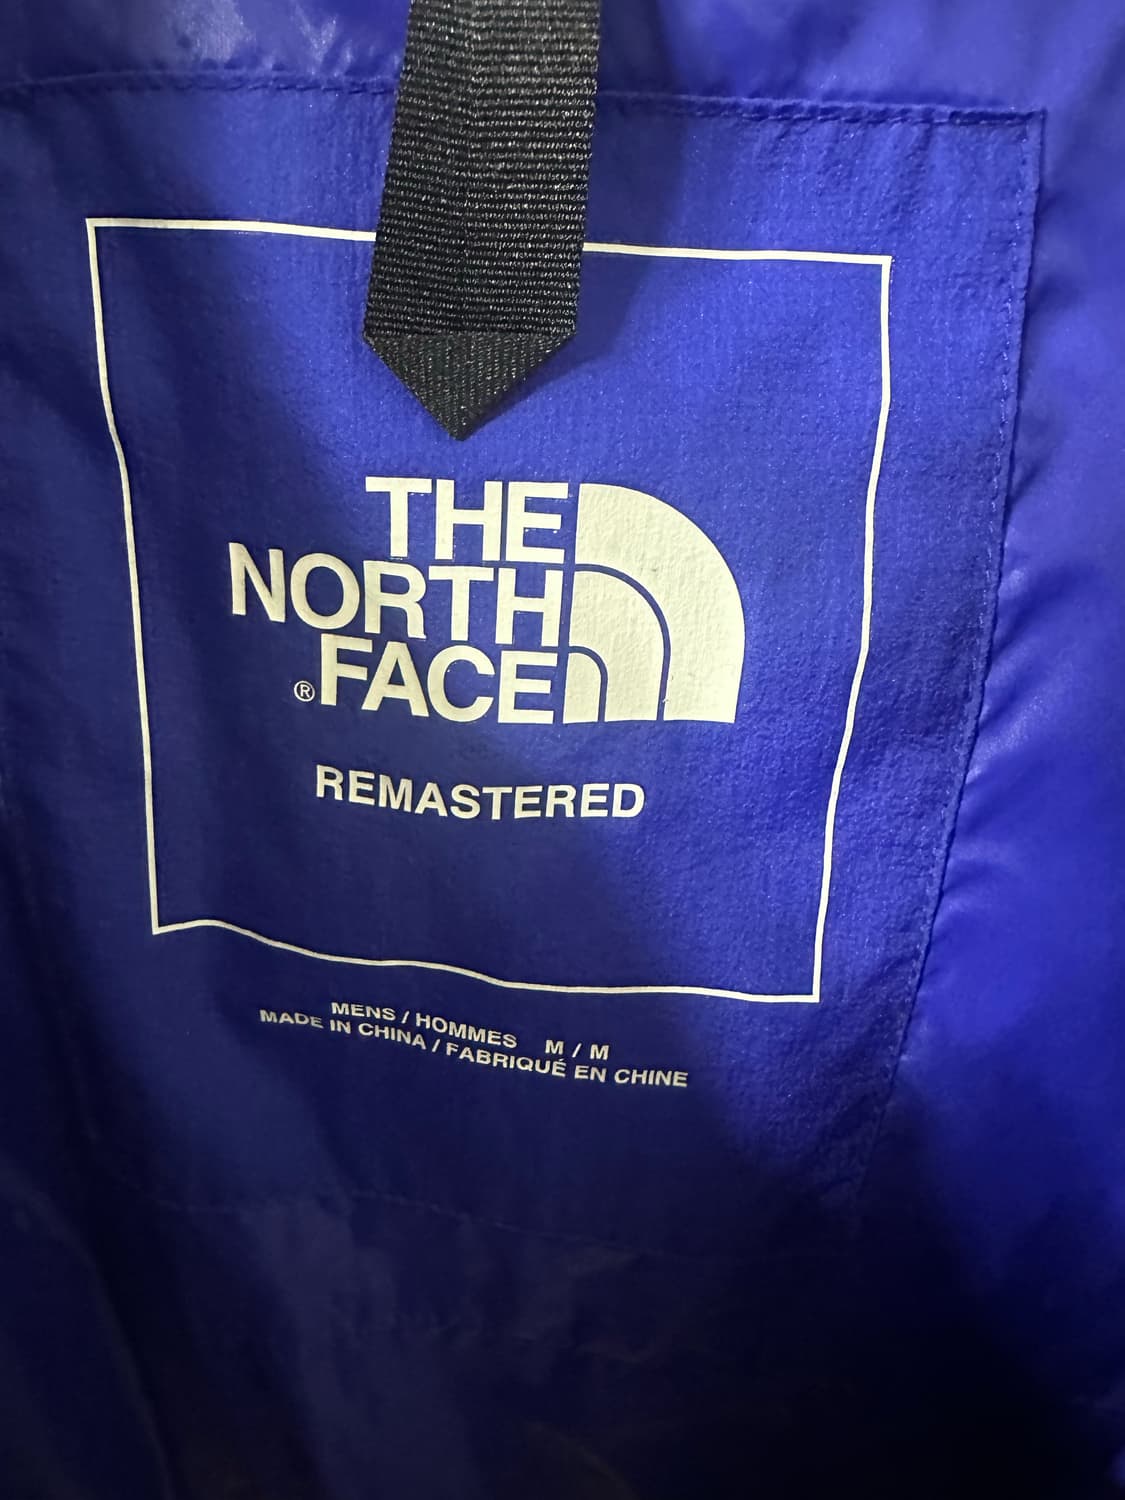 THE
NORTH
® FACE
REMASTERED
MENS / HOMMES M / M
MADE IN CHINA / FABRIQUÉ EN CHINE